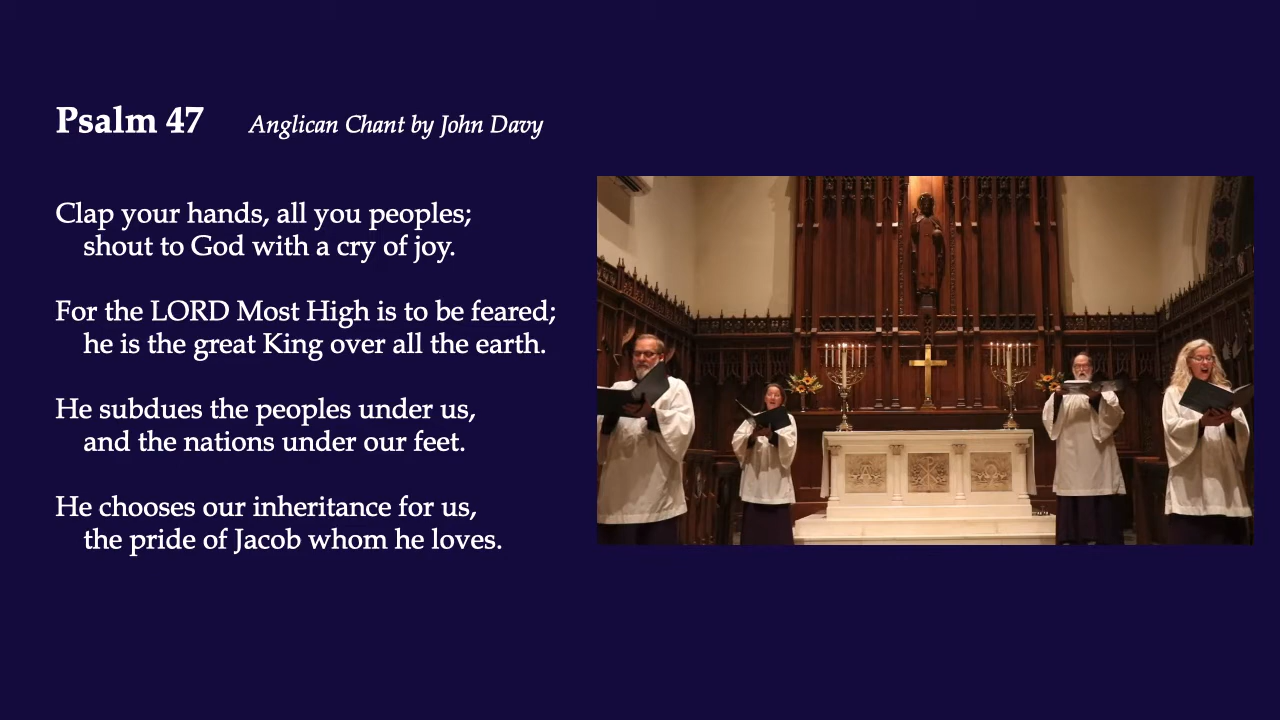 Psalm 47 Anglican Chant by John Davy
Clap your hands, all you peoples;
shout to God with a cry of joy.
For the LORD Most High is to be feared;
he is the great King over all the earth.
He subdues the peoples under us,
and the nations under our feet.
He chooses our inheritance for us,
the pride of Jacob whom he loves.